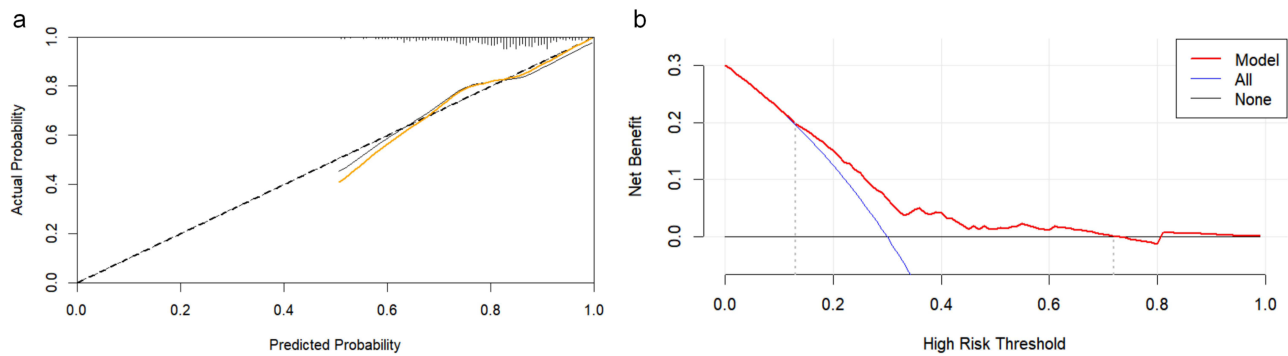 a
Actual Probability
1.0
0.8
0.6
0.4
0.2
0.0
0.0 0.2 0.4 0.6 0.8 1.0
Predicted Probability
b
Model
All
None
Net Benefit
0.3
0.2
0.1
0.0
0.0 0.2 0.4 0.6 0.8 1.0
High Risk Threshold